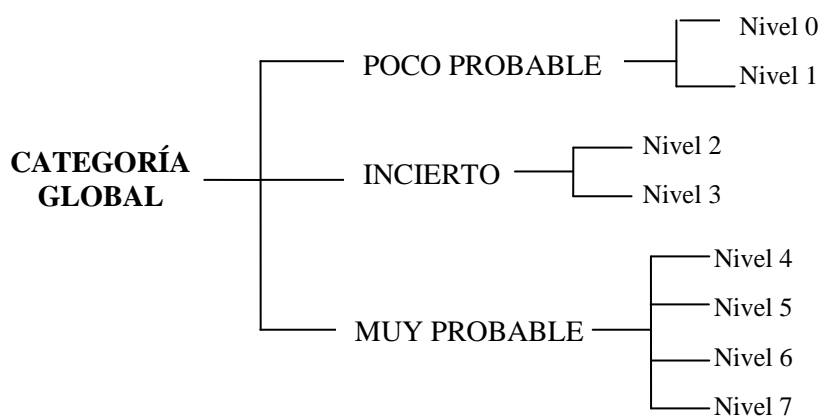 CATEGORÍA
GLOBAL
POCO PROBABLE
Nivel 0
Nivel 1
INCIERTO
Nivel 2
Nivel 3
MUY PROBABLE
Nivel 4
Nivel 5
Nivel 6
Nivel 7